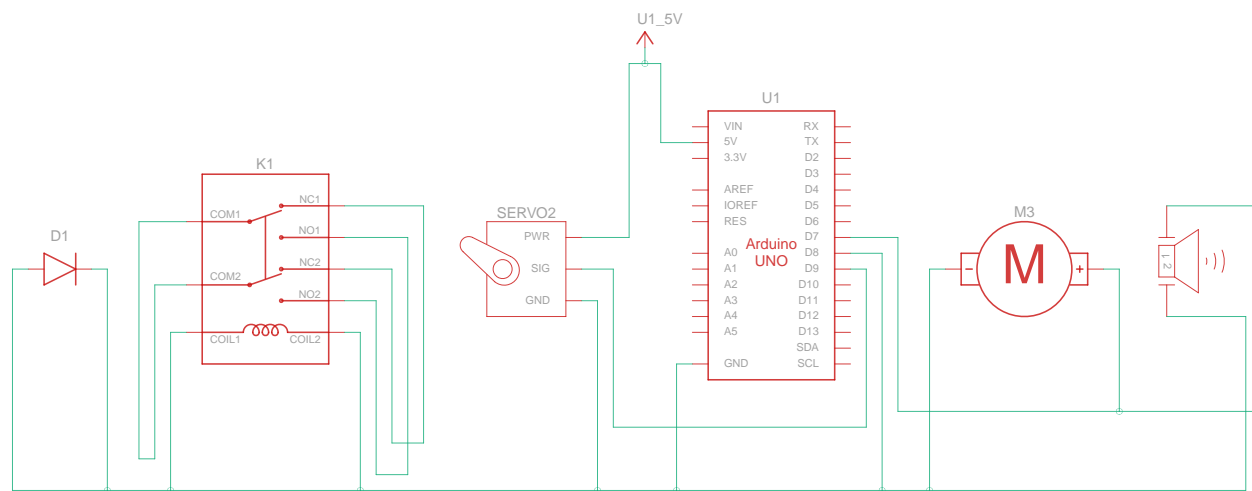 U1_5V
U1
VIN
5V
3.3V
AREF
IOREF
RES
A0
A1
A2
A3
A4
A5
GND
RX
TX
D2
D3
D4
D5
D6
D7
D8
D9
D10
D11
D12
D13
SDA
SCL
Arduino
UNO
K1
COM1
COM2
COIL1
NC1
NO1
NC2
NO2
COIL2
D1
SERVO2
PWR
SIG
GND
M3
-
M
+
1
2